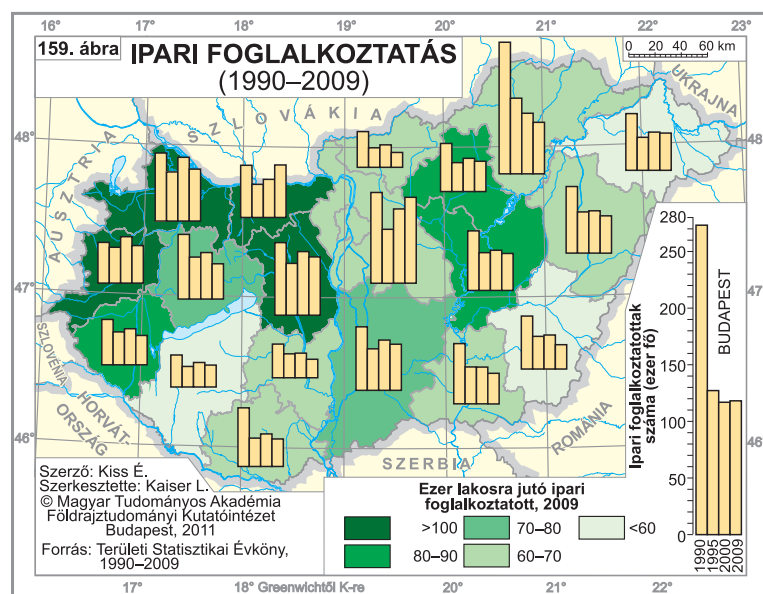 16° 17° 18° 19° 20° 21° 22° 23°
159. ábra
IPARI FOGLALKOZTATÁS
(1990–2009)
0 20 40 60 km
UKRAJNA
SZLOVÁKIA
AUSZTRIA
48° 48°
47° 47°
46° 46°
SZLOVÉNIA
HORVÁT-
ORSZÁG
SZERBIA
ROMÁNIA
280
250
200
150
100
50
0
Ipari foglalkoztatottak
száma (ezer fő)
BUDAPEST
1990
1995
2000
2009
Szerző: Kiss É.
Szerkesztette: Kaiser L.
© Magyar Tudományos Akadémia
Földrajztudományi Kutatóintézet
Budapest, 2011
Forrás: Területi Statisztikai Évköny,
1990–2009
Ezer lakosra jutó ipari
foglalkoztatott, 2009
>100 70–80 <60
80–90 60–70
17° 18° Greenwichtől K-re 20° 21° 22°